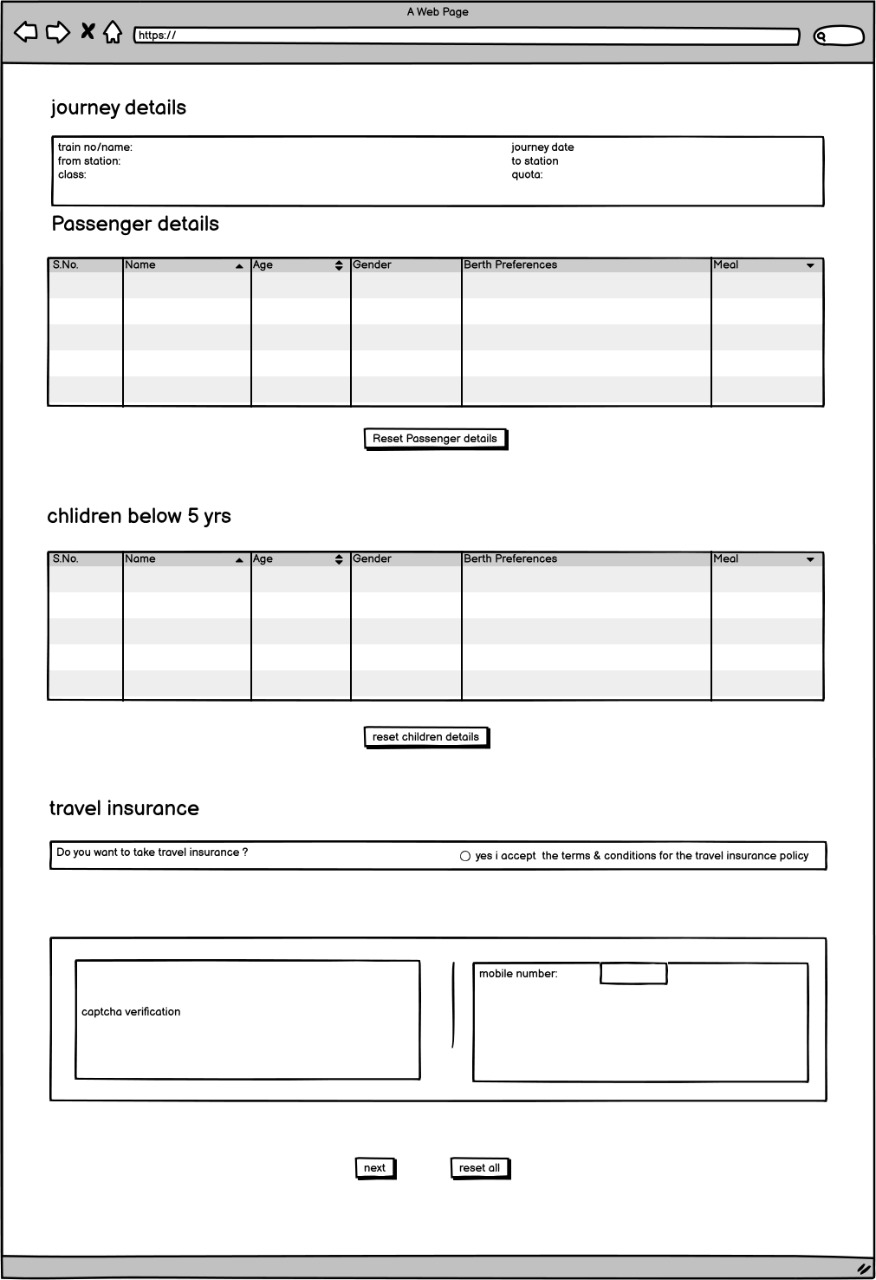 A Web Page
https://
journey details
train no/name: journey date
from station: to station
class: quota:
Passenger details
S.No. Name Age Gender Berth Preferences Meal
Reset Passenger details
chlidren below 5 yrs
S.No. Name Age Gender Berth Preferences Meal
reset children details
travel insurance
Do you want to take travel insurance ? yes i accept the terms & conditions for the travel insurance policy
mobile number:
captcha verification
next reset all